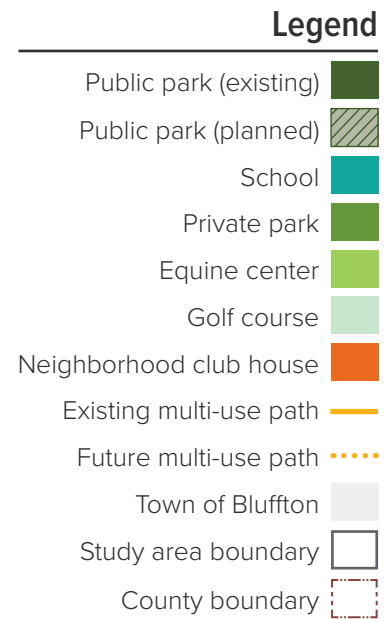 Legend
Public park (existing)
Public park (planned)
School
Private park
Equine center
Golf course
Neighborhood club house
Existing multi-use path
Future multi-use path
Town of Bluffton
Study area boundary
County boundary